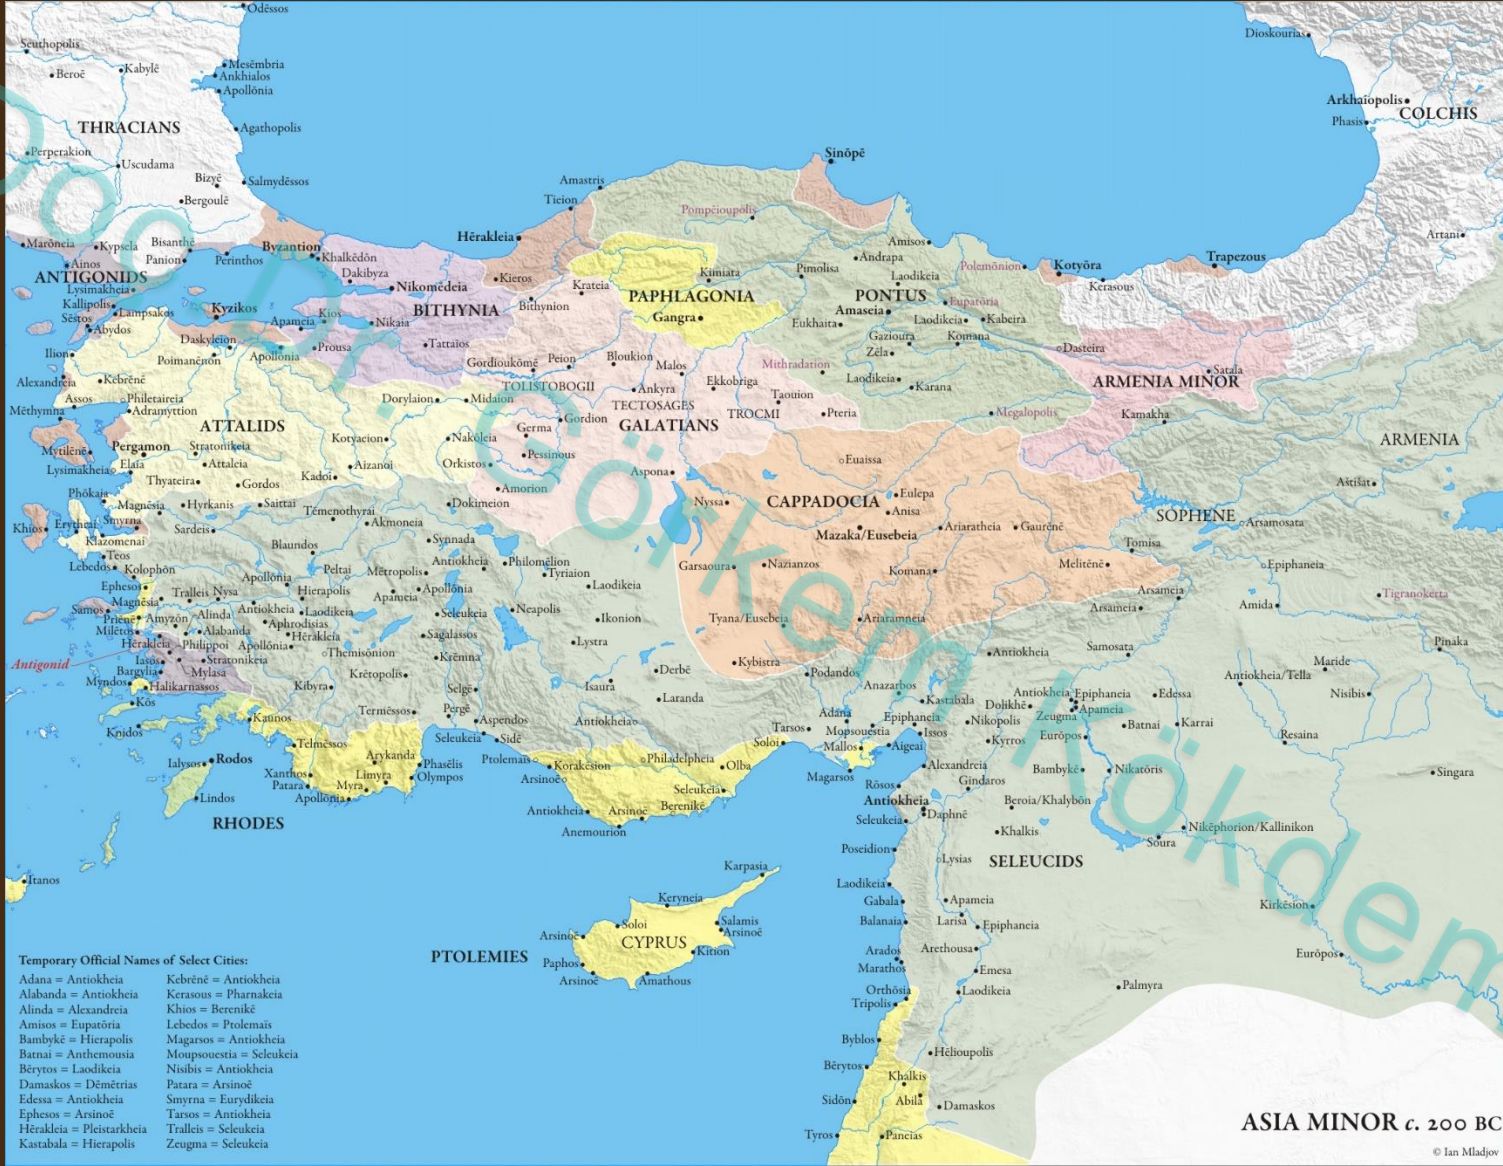 Odēssos
Seuthopolis
Beroē
Kabylē
Mesēmbria
Ankhialos
Apollōnia
THRACIANS
Agathopolis
Perperakion
Uscudama
Bizyē
Salmydēssos
Bergoulē
Dioskourias
Arkhaiopolis
COLCHIS
Phasis
Sinōpē
Amastris
Tieion
Pompēioupolis
Hērakleia
Marōneia
Kypsela
Bisanthē
Byzantion
Ainos
Panion
Perinthos
Khalkēdōn
ANTIGONIDS
Dakibyza
Lysimakheia
Nikomēdeia
Kieros
Krateia
Kimiata
Pimolisa
Andrapa
Amisos
Laodikeia
Polemōnion
Kotyōra
Trapezous
Artani
Kerasous
Kallipolis
Lampsakos
Kyzikos
Kios
BITHYNIA
Bithynion
PAPHLAGONIA
PONTUS
Eupatōria
Sēstos
Abydos
Apameia
Nikaia
Gangra
Amaseia
Eukhaita
Laodikeia
Kabeira
Daskyleion
Gazioura
Komana
Ilion
Poimanēnon
Apollōnia
Prousa
Tattaios
Zēla
Dasteira
Gordioukōmē
Peion
Bloukion
Malos
Mithradation
Alexandreia
Kebrēnē
TOLISTOBOGII
Ankyra
Ekkobriga
Laodikeia
Karana
ARMENIA MINOR
Satala
Assos
Philetaireia
Dorylaion
Midaion
TECTOSAGES
Taouion
Mēthymna
Adramyttion
Gordion
TROCMI
Pteria
Megalopolis
Kamakha
ATTALIDS
Germa
GALATIANS
ARMENIA
Mytilēnē
Pergamon
Stratonikeia
Kotyaeion
Nakōleia
Pessinous
Lysimakheia
Elaia
Attaleia
Aizanoi
Orkistos
Aspona
Euaissa
Thyateira
Gordos
Kadoi
Amorion
Aštišat
Phōkaia
Magnēsia
Hyrkanis
Saittai
Dokimeion
Nyssa
CAPPADOCIA
Eulepa
Anisa
Khios
Erythrai
Smyrna
Sardeis
Tēmenothyrai
Akmoneia
Mazaka/Eusebeia
Ariaratheia
Gaurēnē
SOPHENE
Arsamosata
Klazomenai
Teos
Blaundos
Synnada
Tomisa
Lebedos
Kolophōn
Peltai
Mētropolis
Antiokheia
Philomēlion
Tyriaion
Garsaoura
Nazianzos
Komana
Melitēnē
Epiphaneia
Ephesos
Apollōnia
Hierapolis
Apameia
Apollōnia
Laodikeia
Arsameia
Tigranokerta
Magnēsia
Tralleis
Nysa
Samos
Priēnē
Amyzōn
Alinda
Antiokheia
Laodikeia
Seleukeia
Neapolis
Ikonion
Tyana/Eusebeia
Ariaramneia
Arsameia
Amida
Milētos
Alabanda
Aphrodisias
Hērakleia
Sagalassos
Hērakleia
Philippoi
Apollōnia
Themisōnion
Krēmna
Lystra
Antiokheia
Samosata
Pinaka
Antigonid
Iasos
Stratonikeia
Krētopolis
Derbē
Kybistra
Podandos
Maride
Bargylia
Mylasa
Myndos
Halikarnassos
Kibyra
Selgē
Isaura
Laranda
Anazarbos
Kastabala
Antiokheia
Epiphaneia
Edessa
Antiokheia/Tella
Nisibis
Kōs
Termēssos
Pergē
Aspendos
Antiokheia
Adana
Epiphaneia
Dolikhē
Zeugma
Apameia
Knidos
Kaunos
Tarsos
Mopsouestia
Issos
Nikopolis
Batnai
Karrai
Telmēssos
Seleukeia
Sidē
Soloi
Mallos
Aigeai
Kyrros
Eurōpos
Resaina
Ialysos
Rodos
Arykanda
Phasēlis
Ptolemais
Korakēsion
Philadelpheia
Olba
Alexandreia
Bambykē
Nikatōris
Singara
Xanthos
Limyra
Olympos
Arsinoē
Magarsos
Gindaros
Patara
Myra
Seleukeia
Rōsos
Lindos
Apollōnia
Antiokheia
Arsinoē
Berenikē
Antiokheia
Beroia/Khalybōn
RHODES
Anemourion
Seleukeia
Daphnē
Khalkis
Nikēphorion/Kallinikon
Poseidion
Soura
Lysias
SELEUCIDS
Itanos
Karpasia
Laodikeia
Keryneia
Gabala
Apameia
Kirkēsion
Soloi
Salamis
Balanaia
Larisa
Epiphaneia
Arsinoē
CYPRUS
Arsinoē
Kition
Arados
Arethousa
Eurōpos
PTOLEMIES
Paphos
Marathos
Emesa
Arsinoē
Amathous
Orthōsia
Laodikeia
Palmyra
Tripolis
Byblos
Hēlioupolis
Bērytos
Khalkis
Sidōn
Abila
Damaskos
Tyros
Paneias
Temporary Official Names of Select Cities:
Adana = Antiokheia
Alabanda = Antiokheia
Alinda = Alexandreia
Amisos = Eupatōria
Bambykē = Hierapolis
Batnai = Anthemousia
Bērytos = Laodikeia
Damaskos = Dēmētrias
Edessa = Antiokheia
Ephesos = Arsinoē
Hērakleia = Pleistarkheia
Kastabala = Hierapolis
Kebrēnē = Antiokheia
Kerasous = Pharnakeia
Khios = Berenikē
Lebedos = Ptolemaïs
Magarsos = Antiokheia
Moupsouestia = Seleukeia
Nisibis = Antiokheia
Patara = Arsinoē
Smyrna = Eurydikeia
Tarsos = Antiokheia
Tralleis = Seleukeia
Zeugma = Seleukeia
ASIA MINOR c. 200 BC
© Ian Mladjov
Doç. Dr. Görkem Kökdem